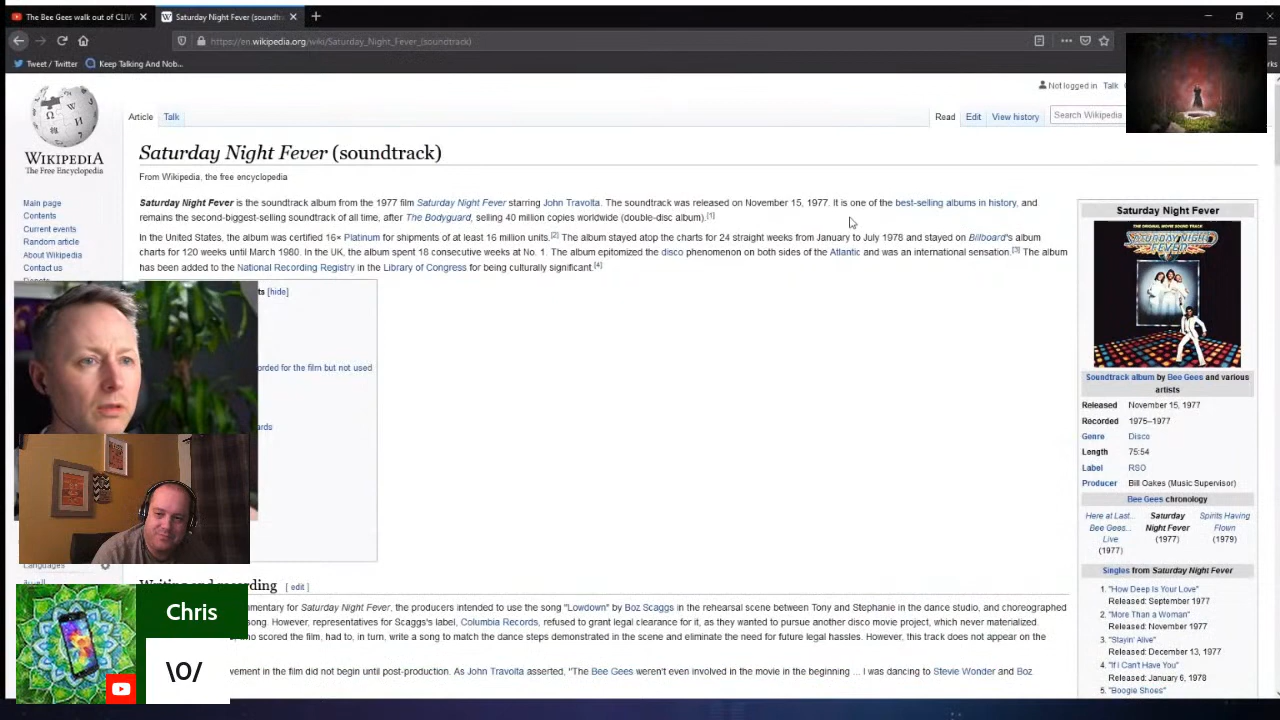 The Bee Gees walk out of CLIV
Saturday Night Fever (soundtr
https://en.wikipedia.org/wiki/Saturday_Night_Fever_(soundtrack)
Tweet / Twitter
Keep Talking And Nob...
Not logged in Talk
Article Talk
Read Edit View history
Search Wikipedia
WIKIPEDIA
The Free Encyclopedia
Main page
Contents
Current events
Random article
About Wikipedia
Contact us
Saturday Night Fever (soundtrack)
From Wikipedia, the free encyclopedia
Saturday Night Fever is the soundtrack album from the 1977 film Saturday Night Fever starring John Travolta. The soundtrack was released on November 15, 1977. It is one of the best-selling albums in history, and
remains the second-biggest-selling soundtrack of all time, after The Bodyguard, selling 40 million copies worldwide (double-disc album).[1]
In the United States, the album was certified 16× Platinum for shipments of at least 16 million units.[2] The album stayed atop the charts for 24 straight weeks from January to July 1978 and stayed on Billboard's album
charts for 120 weeks until March 1980. In the UK, the album spent 18 consecutive weeks at No. 1. The album epitomized the disco phenomenon on both sides of the Atlantic and was an international sensation.[3] The album
has been added to the National Recording Registry in the Library of Congress for being culturally significant.[4]
ts [hide]
orded for the film but not used
ards
Languages
Writing and recording [ edit ]
mmentary for Saturday Night Fever, the producers intended to use the song "Lowdown" by Boz Scaggs in the rehearsal scene between Tony and Stephanie in the dance studio, and choreographed
song. However, representatives for Scaggs's label, Columbia Records, refused to grant legal clearance for it, as they wanted to pursue another disco movie project, which never materialized.
ho scored the film, had to, in turn, write a song to match the dance steps demonstrated in the scene and eliminate the need for future legal hassles. However, this track does not appear on the
vement in the film did not begin until post-production. As John Travolta asserted, "The Bee Gees weren't even involved in the movie in the beginning ... I was dancing to Stevie Wonder and Boz
Saturday Night Fever
SATURDAY NIGHT FEVER
Soundtrack album by Bee Gees and various
artists
Released November 15, 1977
Recorded 1975–1977
Genre Disco
Length 75:54
Label RSO
Producer Bill Oakes (Music Supervisor)
Bee Gees chronology
Here at Last...
Bee Gees...
Live
(1977)
Saturday
Night Fever
(1977)
Spirits Having
Flown
(1979)
Singles from Saturday Night Fever
1. "How Deep Is Your Love"
Released: September 1977
2. "More Than a Woman"
Released: November 1977
3. "Stayin' Alive"
Released: December 13, 1977
4. "If I Can't Have You"
Released: January 6, 1978
5. "Boogie Shoes"
Chris
\O/